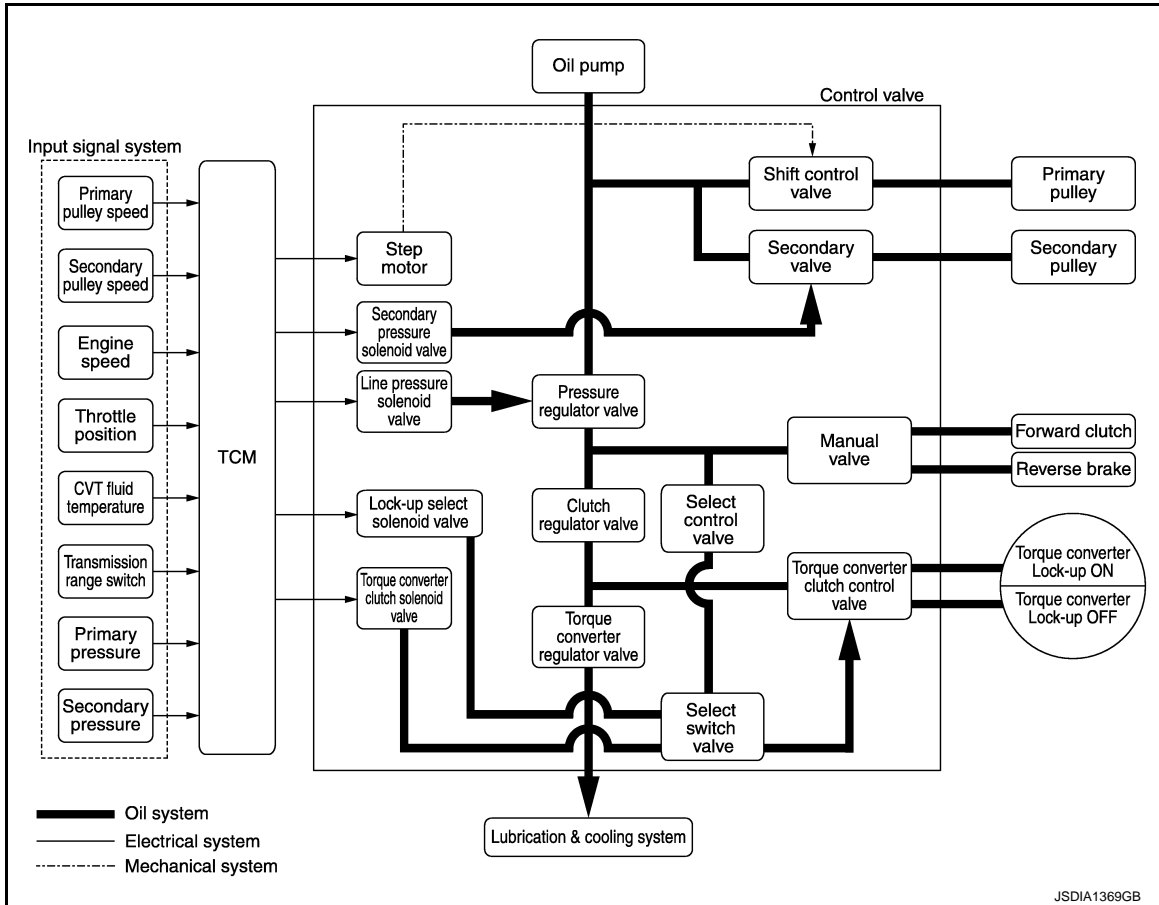 Oil pump
Control valve
Input signal system
Primary
pulley speed
Secondary
pulley speed
Engine
speed
Throttle
position
CVT fluid
temperature
Transmission
range switch
Primary
pressure
Secondary
pressure
TCM
Step
motor
Secondary
pressure
solenoid valve
Line pressure
solenoid
valve
Lock-up select
solenoid valve
Torque converter
clutch solenoid
valve
Pressure
regulator valve
Clutch
regulator valve
Torque
converter
regulator valve
Select
control
valve
Select
switch
valve
Shift control
valve
Secondary
valve
Manual
valve
Torque converter
clutch control
valve
Primary
pulley
Secondary
pulley
Forward clutch
Reverse brake
Torque converter
Lock-up ON
Torque converter
Lock-up OFF
Lubrication & cooling system
Oil system
Electrical system
Mechanical system
JSDIA1369GB